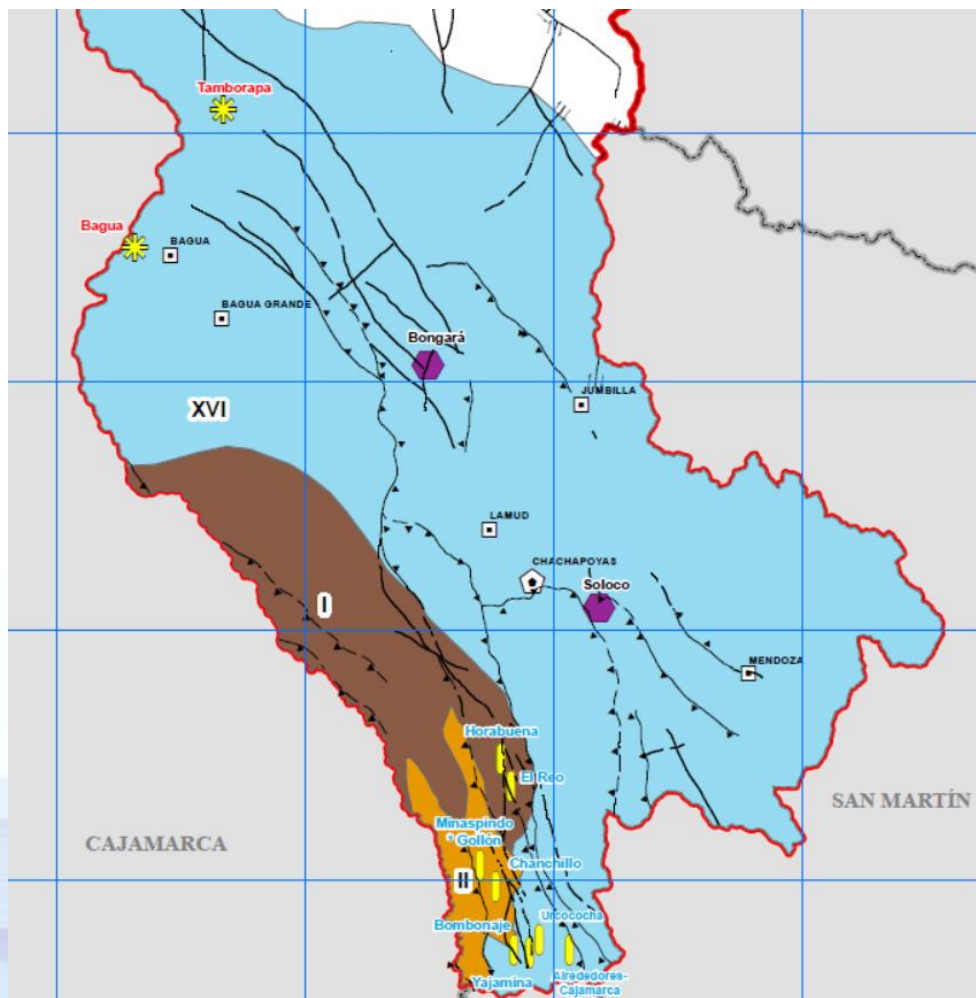 Tamborapa
Bagua
BAGUA
BAGUA GRANDE
Bongará
JUMBILLA
XVI
LAMUD
CHACHAPOYAS
Soloco
I
MENDOZA
Horabuena
El Reo
SAN MARTÍN
CAJAMARCA
Minaspindo
* Gollón
Chanchillo
II
Bombonaje
Urcococha
Yajamina
Alrededores-
Cajamarca